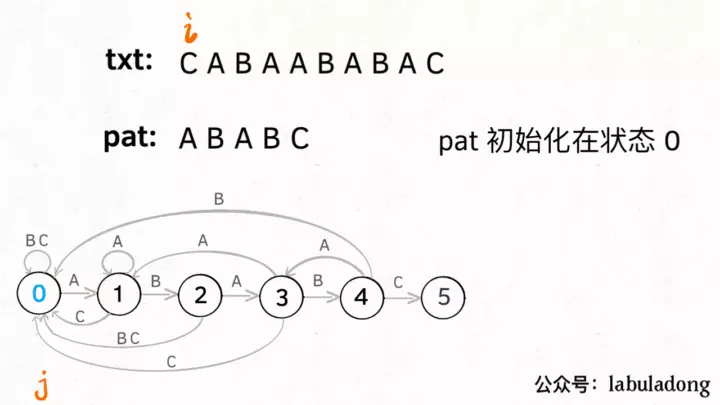 i
txt: C A B A A B A B A C
pat: A B A B C
pat 初始化在状态 0
B
B C
A
A
A
A
B
A
B
C
0
1
2
3
4
5
C
B C
C
j
公众号：labuladong